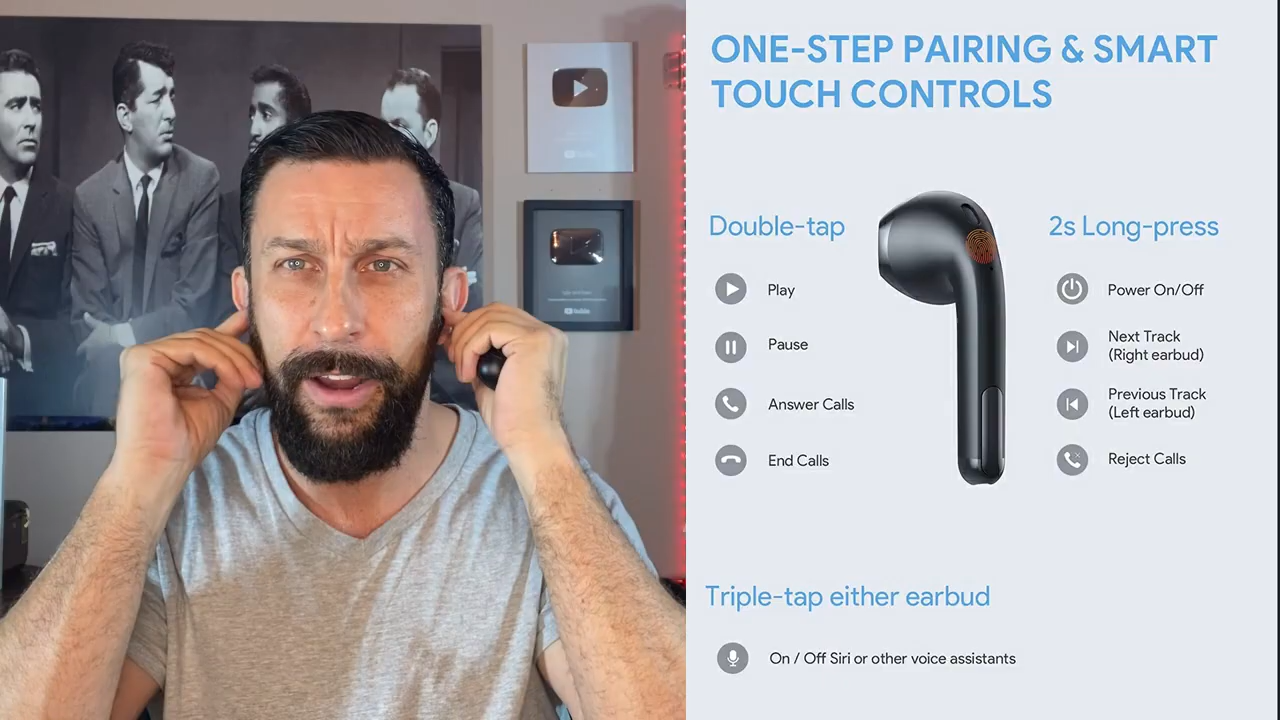 ONE-STEP PAIRING & SMART
TOUCH CONTROLS
Double-tap
Play
Pause
Answer Calls
End Calls
2s Long-press
Power On/Off
Next Track
(Right earbud)
Previous Track
(Left earbud)
Reject Calls
Triple-tap either earbud
On / Off Siri or other voice assistants